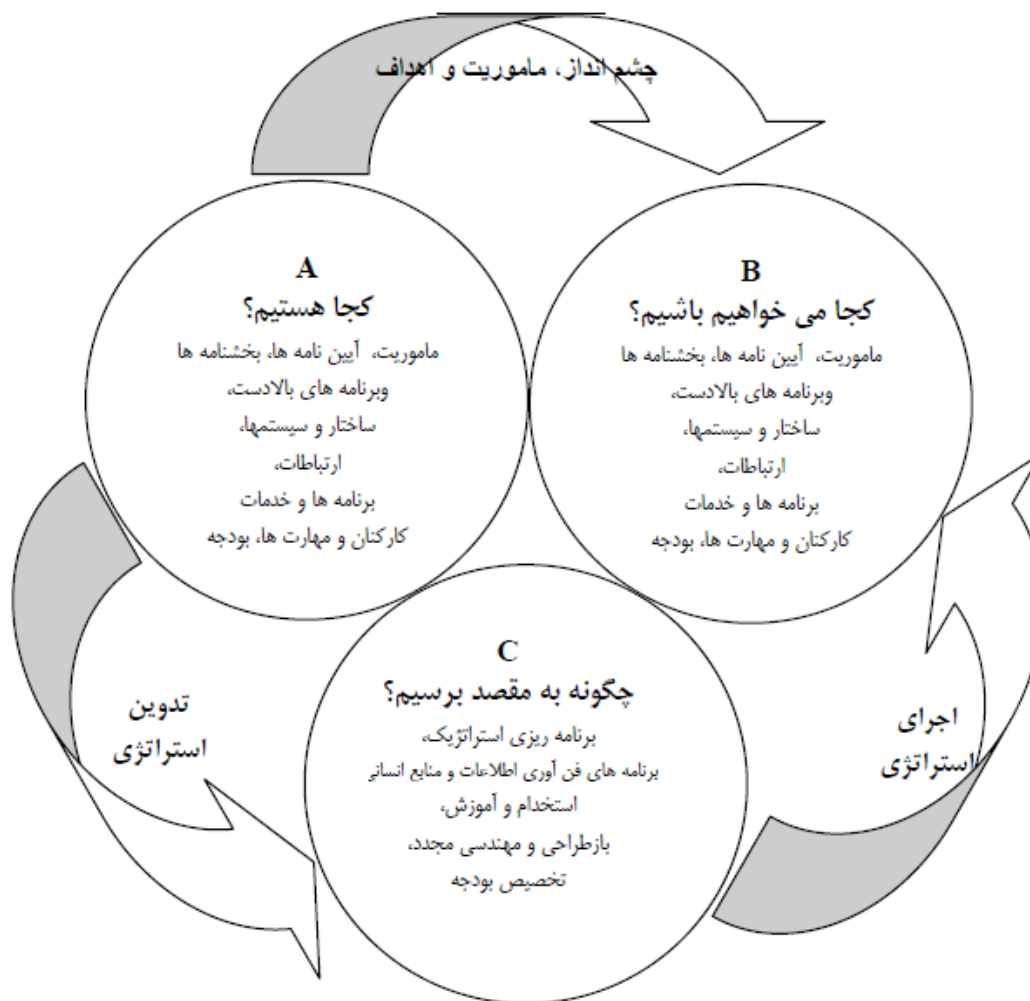 چشم انداز، ماموریت و اهداف
A
کجا هستیم؟
ماموریت، آیین نامه ها، بخشنامه ها
وبرنامه های بالادست،
ساختار و سیستمها،
ارتباطات،
برنامه ها و خدمات
کارکنان و مهارت ها، بودجه
B
کجا می خواهیم باشیم؟
ماموریت، آیین نامه ها، بخشنامه ها
وبرنامه های بالادست،
ساختار و سیستمها،
ارتباطات،
برنامه ها و خدمات
کارکنان و مهارت ها، بودجه
C
چگونه به مقصد برسیم؟
برنامه ریزی استراتژیک،
برنامه های فن آوری اطلاعات و منابع انسانی
استخدام و آموزش،
بازطراحی و مهندسی مجدد،
تخصیص بودجه
تدوین
استراتژی
اجرای
استراتژی